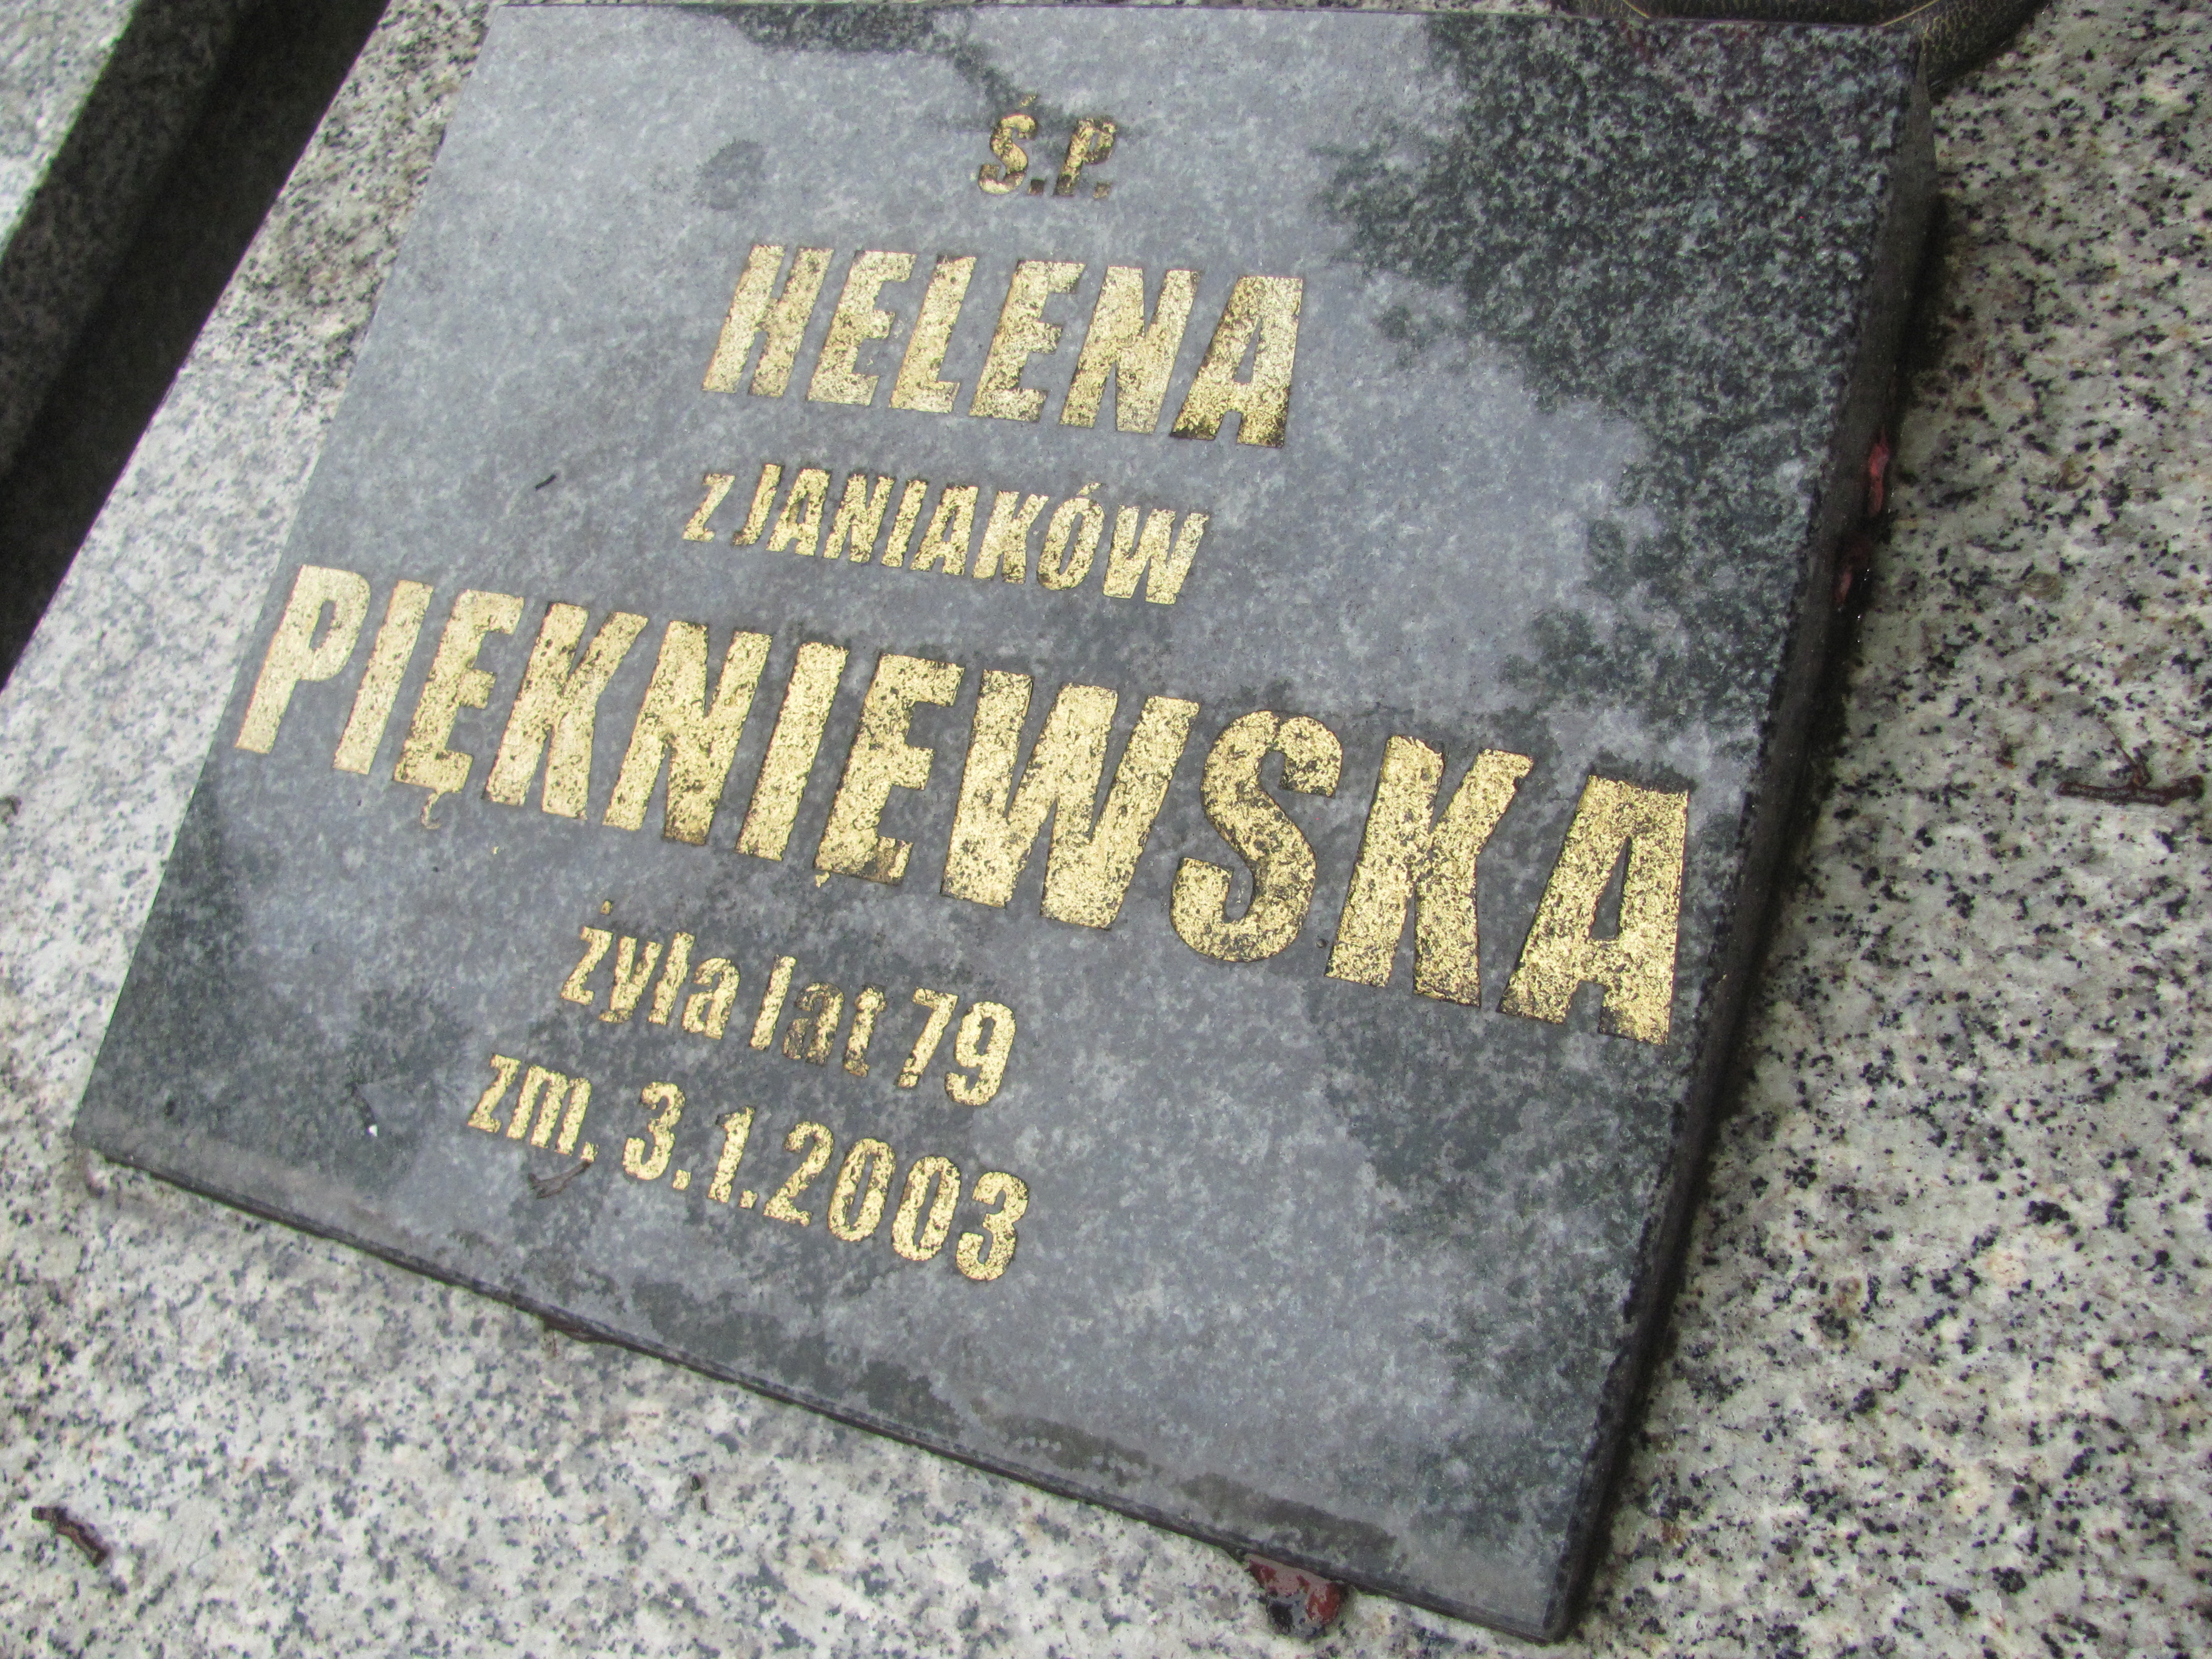 Ś.P.
HELENA
z JANIAKÓW
PIĘKNIEWSKA
żyła lat 79
zm. 3.1.2003